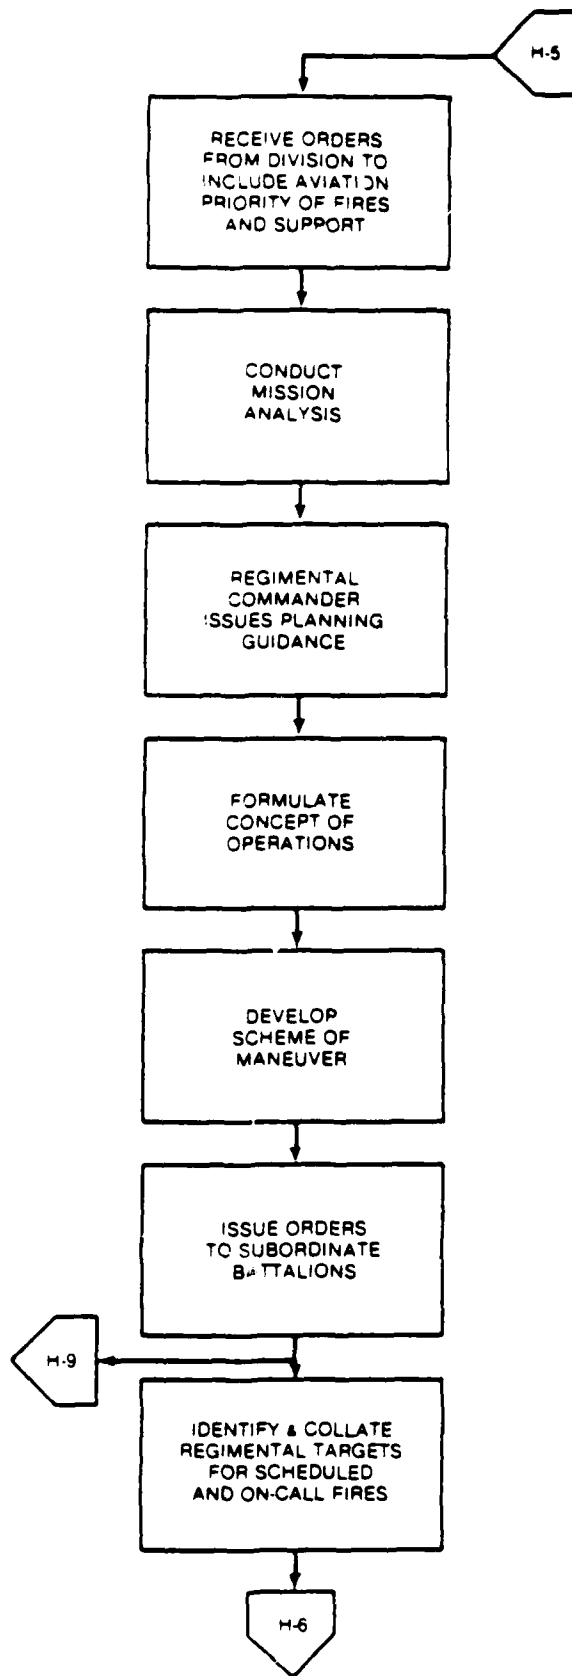 H-5
RECEIVE ORDERS
FROM DIVISION TO
INCLUDE AVIATION
PRIORITY OF FIRES
AND SUPPORT
CONDUCT
MISSION
ANALYSIS
REGIMENTAL
COMMANDER
ISSUES PLANNING
GUIDANCE
FORMULATE
CONCEPT OF
OPERATIONS
DEVELOP
SCHEME OF
MANEUVER
ISSUE ORDERS
TO SUBORDINATE
BATTALIONS
H-9
IDENTIFY & COLLATE
REGIMENTAL TARGETS
FOR SCHEDULED
AND ON-CALL FIRES
H-6